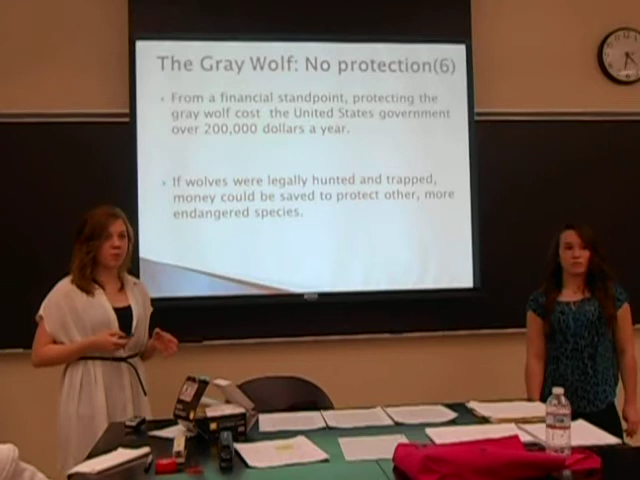 The Gray Wolf: No protection(6)
From a financial standpoint, protecting the
gray wolf cost the United States government
over 200,000 dollars a year.
If wolves were legally hunted and trapped,
money could be saved to protect other, more
endangered species.